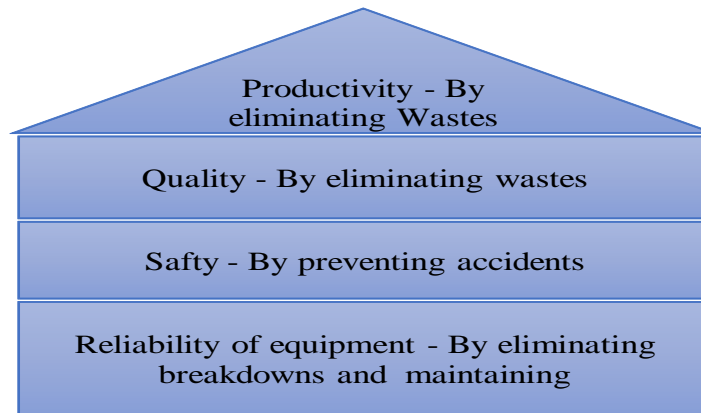 Productivity - By
eliminating Wastes
Quality - By eliminating wastes
Safty - By preventing accidents
Reliability of equipment - By eliminating
breakdowns and maintaining